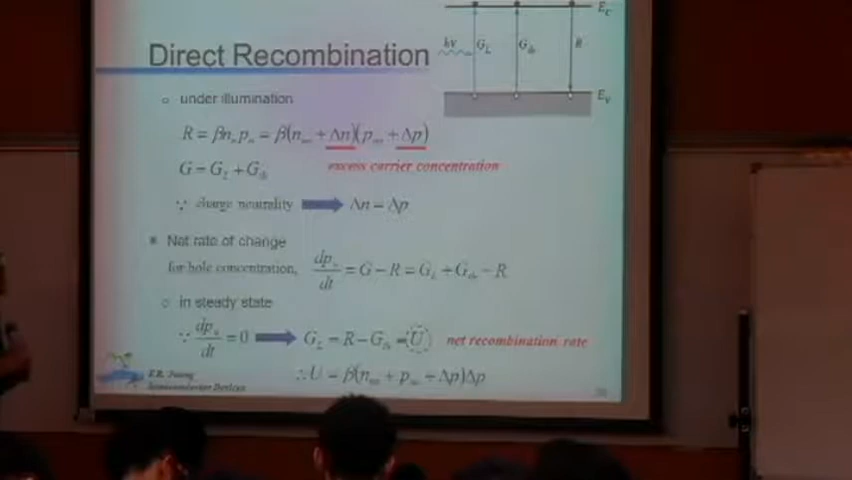 E_C
hν G_L G_th R
Direct Recombination
E_V
under illumination
R = βn_n p_n = β(n_no + Δn)(p_no + Δp)
G = G_L + G_th
excess carrier concentration
∵ charge neutrality Δn = Δp
Net rate of change
for hole concentration, dp_n/dt = G − R = G_L + G_th − R
in steady state
∵ dp_n/dt = 0 G_L = R − G_th = U net recombination rate
∴ U = β(n_no + p_no + Δp)Δp
Semiconductor Devices